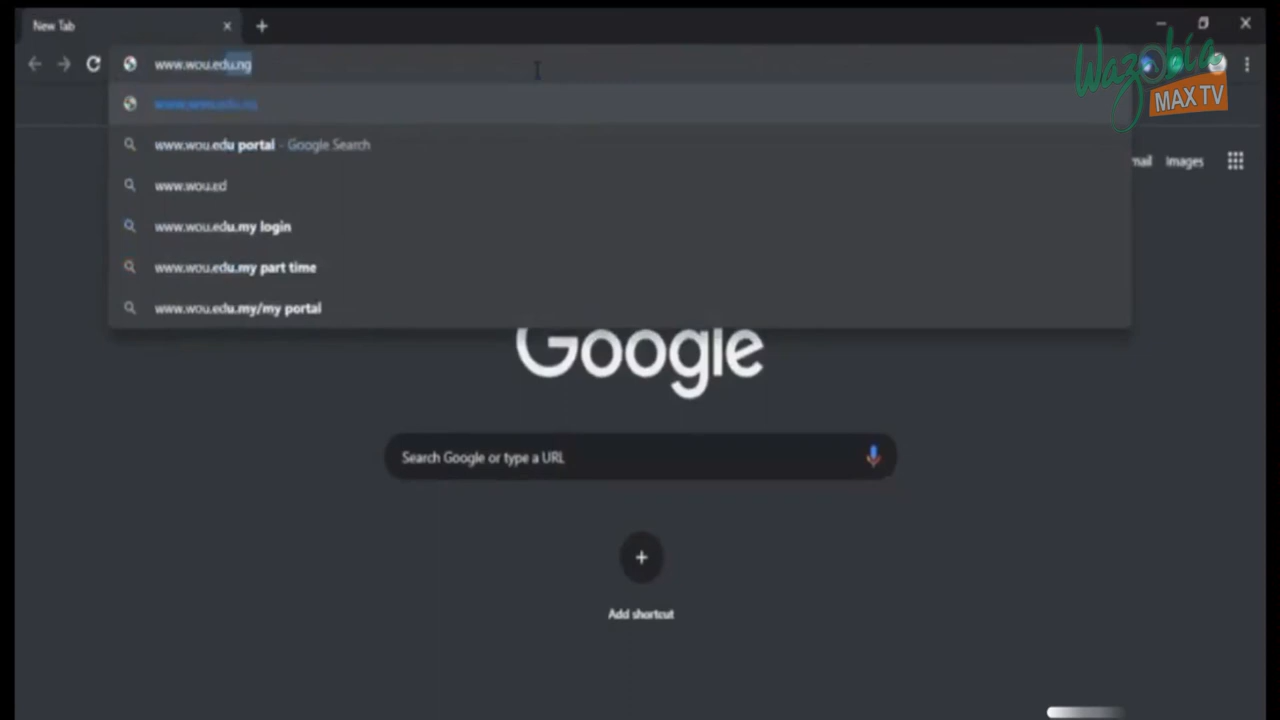 New Tab
www.wou.edu.ng
www.wou.edu portal - Google Search
www.wou.ed
www.wou.edu.my login
www.wou.edu.my part time
www.wou.edu.my/my portal
Images
Google
Search Google or type a URL
Add shortcut
Wazobia
MAX TV